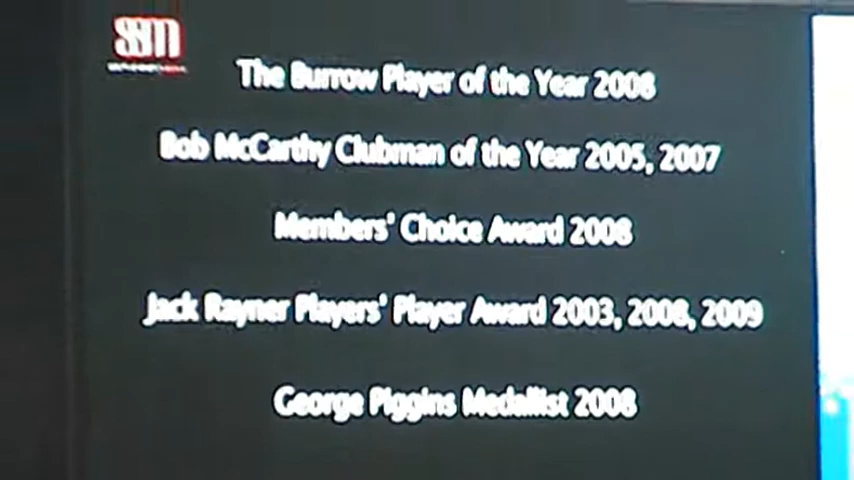 SSM
The Burrow Player of the Year 2008
Bob McCarthy Clubman of the Year 2005, 2007
Members' Choice Award 2008
Jack Rayner Players' Player Award 2003, 2008, 2009
George Piggins Medallist 2008